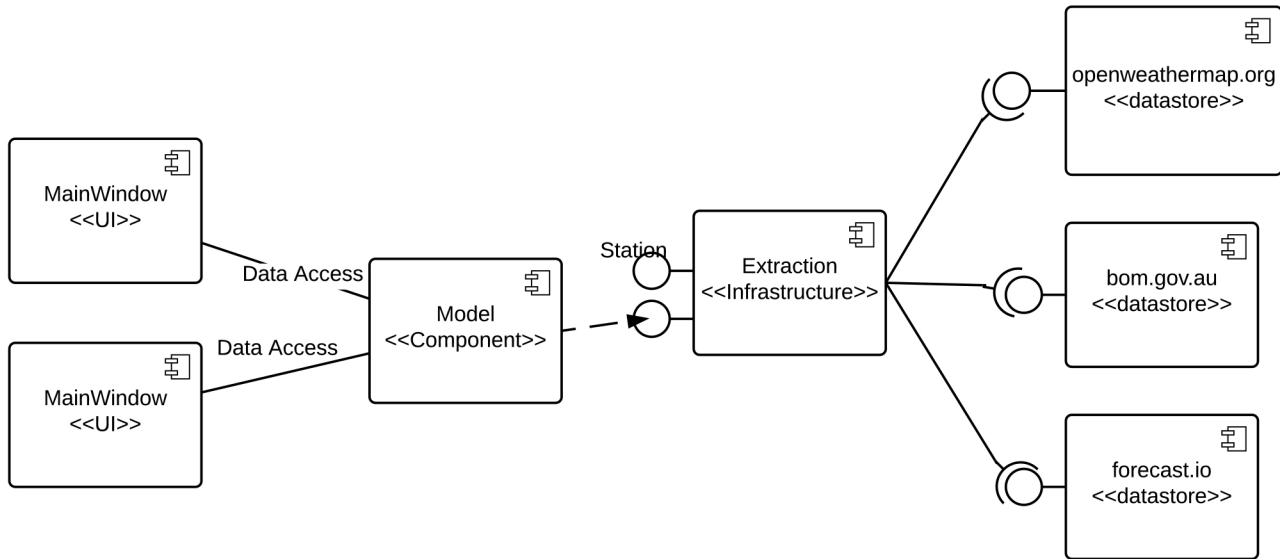 openweathermap.org
<<datastore>>
MainWindow
<<UI>>
Data Access
Station
Extraction
<<Infrastructure>>
bom.gov.au
<<datastore>>
Model
<<Component>>
Data Access
MainWindow
<<UI>>
forecast.io
<<datastore>>